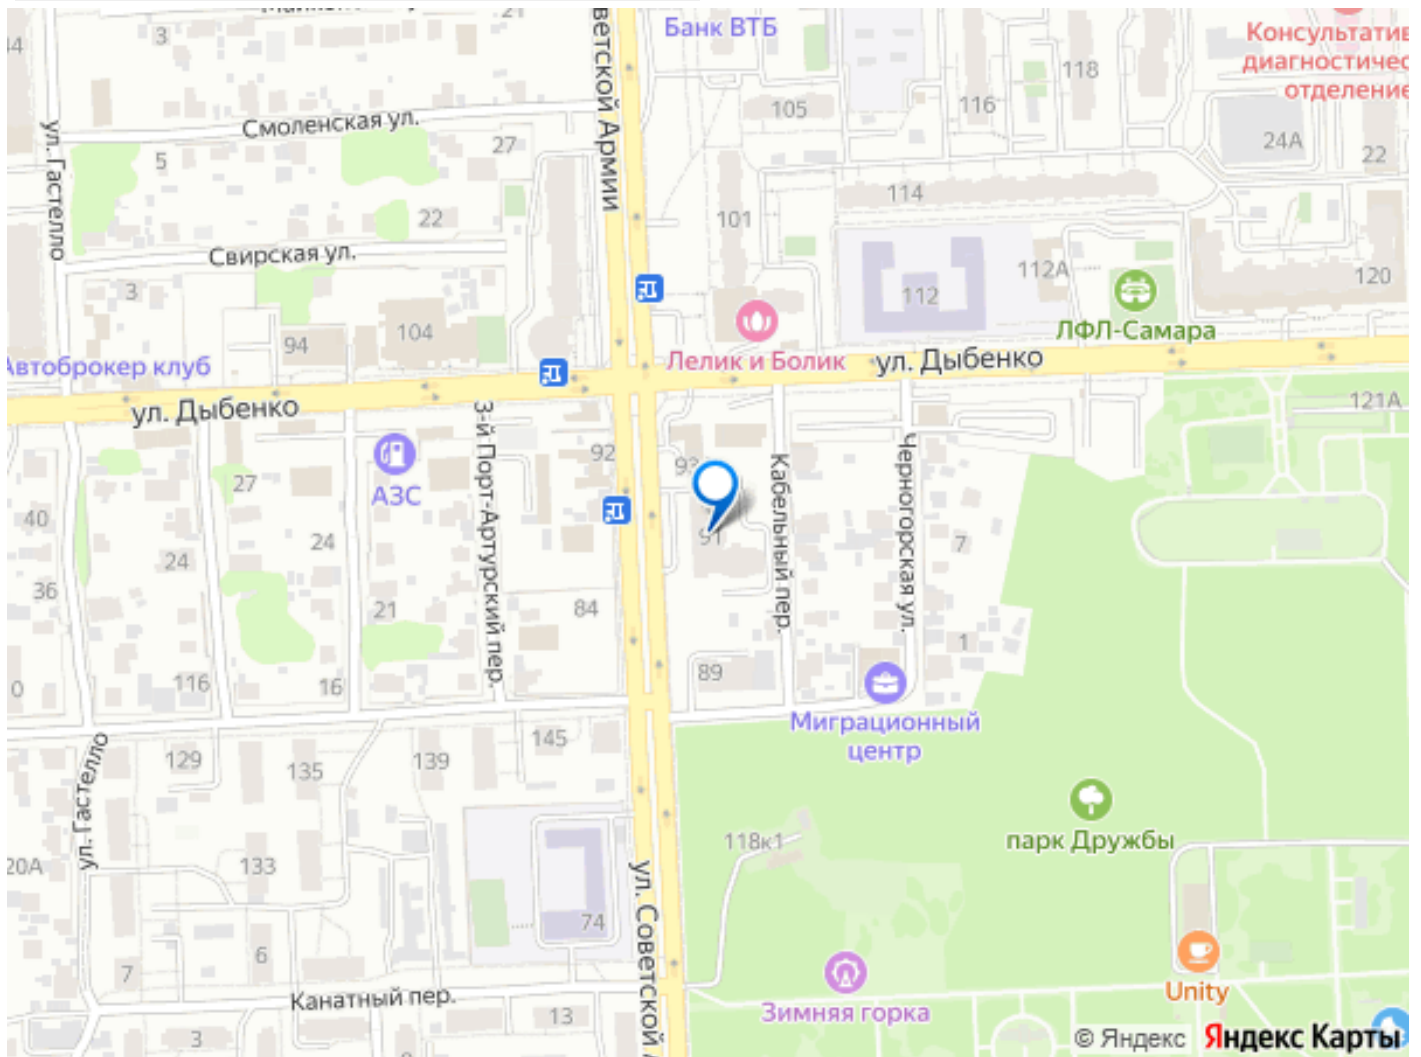 21
3
44
Банк ВТБ
Консультатив
диагностичес
отделение
ветской Армии
118
105
116
Смоленская ул.
24А
22
ул. Гастелло
5
27
114
22
101
Свирская ул.
3
112А
112
120
ЛФЛ-Самара
94
104
Автоброкер клуб
Лелик и Болик
ул. Дыбенко
ул. Дыбенко
121А
3-й Порт-Артурский пер.
92
93
Кабельный пер.
Черногорская ул.
АЗС
27
40
24
24
91
7
36
21
84
1
0
116
16
89
Миграционный
центр
129
135
139
145
ул. Гастелло
парк Дружбы
118к1
20А
133
ул. Советской А
74
6
7
Unity
Канатный пер.
13
Зимняя горка
3
© Яндекс Яндекс Карты